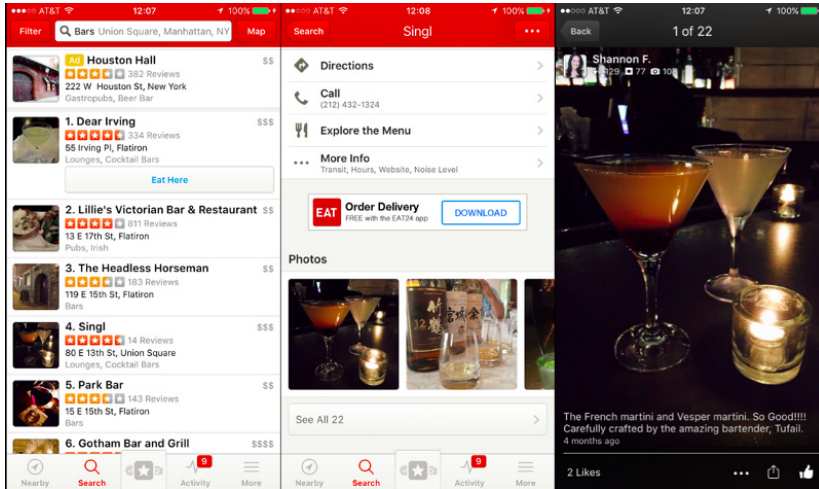 ●●●○○ AT&T 12:07 100%
Filter
Bars Union Square, Manhattan, NY
Map
Ad Houston Hall $$
382 Reviews
222 W Houston St, New York
Gastropubs, Beer Bar
1. Dear Irving $$$
334 Reviews
55 Irving Pl, Flatiron
Lounges, Cocktail Bars
Eat Here
2. Lillie's Victorian Bar & Restaurant $$
811 Reviews
13 E 17th St, Flatiron
Pubs, Irish
3. The Headless Horseman $$
183 Reviews
119 E 15th St, Flatiron
Bars
4. Singl $$$
14 Reviews
80 E 13th St, Union Square
Lounges, Cocktail Bars
5. Park Bar $$
143 Reviews
15 E 15th St, Flatiron
Bars
6. Gotham Bar and Grill $$$$
9
Nearby Search Activity More
●●●○○ AT&T 12:08 100%
Search Singl •••
Directions
Call
(212) 432-1324
Explore the Menu
More Info
Transit, Hours, Website, Noise Level
EAT
Order Delivery
FREE with the EAT24 app
DOWNLOAD
Photos
12
See All 22
9
Nearby Search Activity More
●●○○○ AT&T 12:07 100%
Back 1 of 22
Shannon F.
129 77
The French martini and Vesper martini. So Good!!!!
Carefully crafted by the amazing bartender, Tufail.
4 months ago
2 Likes